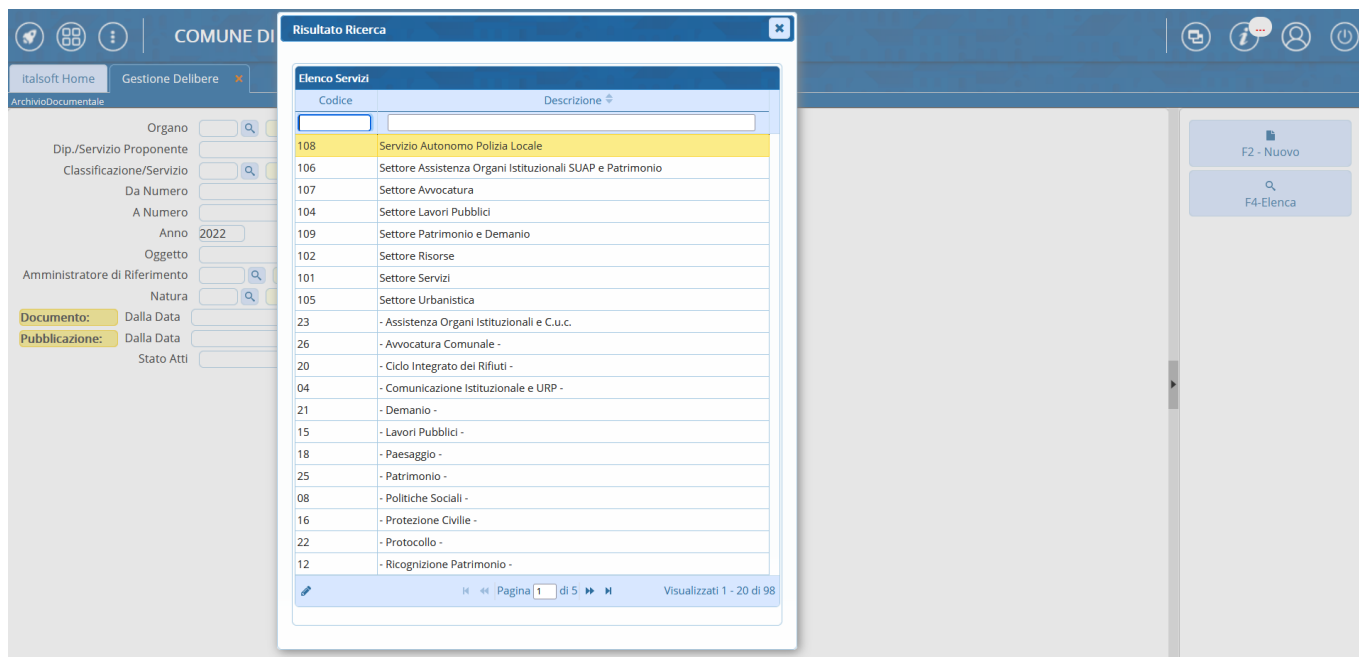 COMUNE DI
...
italsoft Home
Gestione Delibere
ArchivioDocumentale
Organo
Dip./Servizio Proponente
Classificazione/Servizio
Da Numero
A Numero
Anno 2022
Oggetto
Amministratore di Riferimento
Natura
Documento: Dalla Data
Pubblicazione: Dalla Data
Stato Atti
Risultato Ricerca
Elenco Servizi
Codice Descrizione
108 Servizio Autonomo Polizia Locale
106 Settore Assistenza Organi Istituzionali SUAP e Patrimonio
107 Settore Avvocatura
104 Settore Lavori Pubblici
109 Settore Patrimonio e Demanio
102 Settore Risorse
101 Settore Servizi
105 Settore Urbanistica
23 - Assistenza Organi Istituzionali e C.u.c.
26 - Avvocatura Comunale -
20 - Ciclo Integrato dei Rifiuti -
04 - Comunicazione Istituzionale e URP -
21 - Demanio -
15 - Lavori Pubblici -
18 - Paesaggio -
25 - Patrimonio -
08 - Politiche Sociali -
16 - Protezione Civilie -
22 - Protocollo -
12 - Ricognizione Patrimonio -
Pagina 1 di 5
Visualizzati 1 - 20 di 98
F2 - Nuovo
F4-Elenca